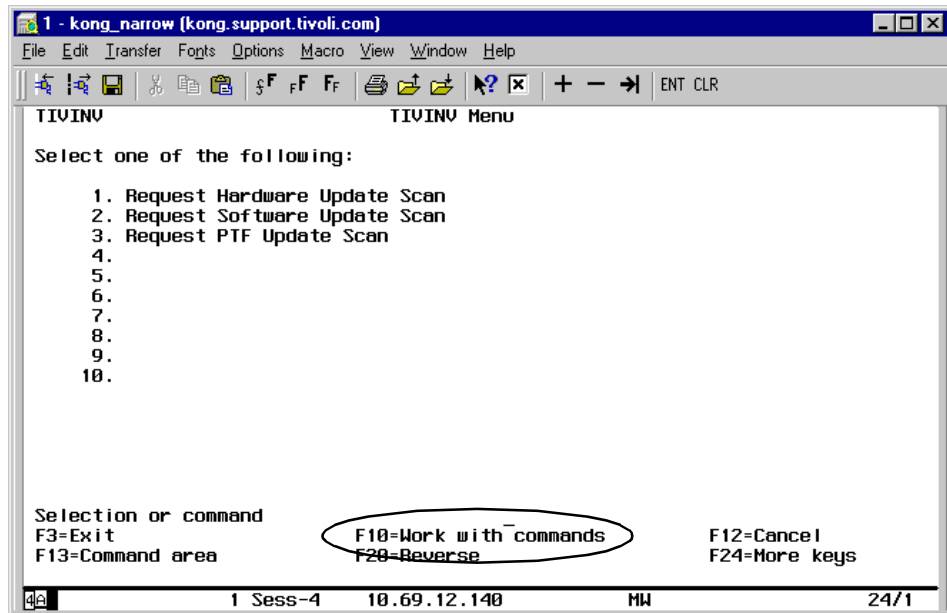 1 - kong_narrow (kong.support.tivoli.com)
File Edit Transfer Fonts Options Macro View Window Help
ENT CLR
TIVINV TIVINV Menu
Select one of the following:
1. Request Hardware Update Scan
2. Request Software Update Scan
3. Request PTF Update Scan
4.
5.
6.
7.
8.
9.
10.
Selection or command
F3=Exit F10=Work with commands F12=Cancel
F13=Command area F20=Reverse F24=More keys
4A 1 Sess-4 10.69.12.140 MW 24/1